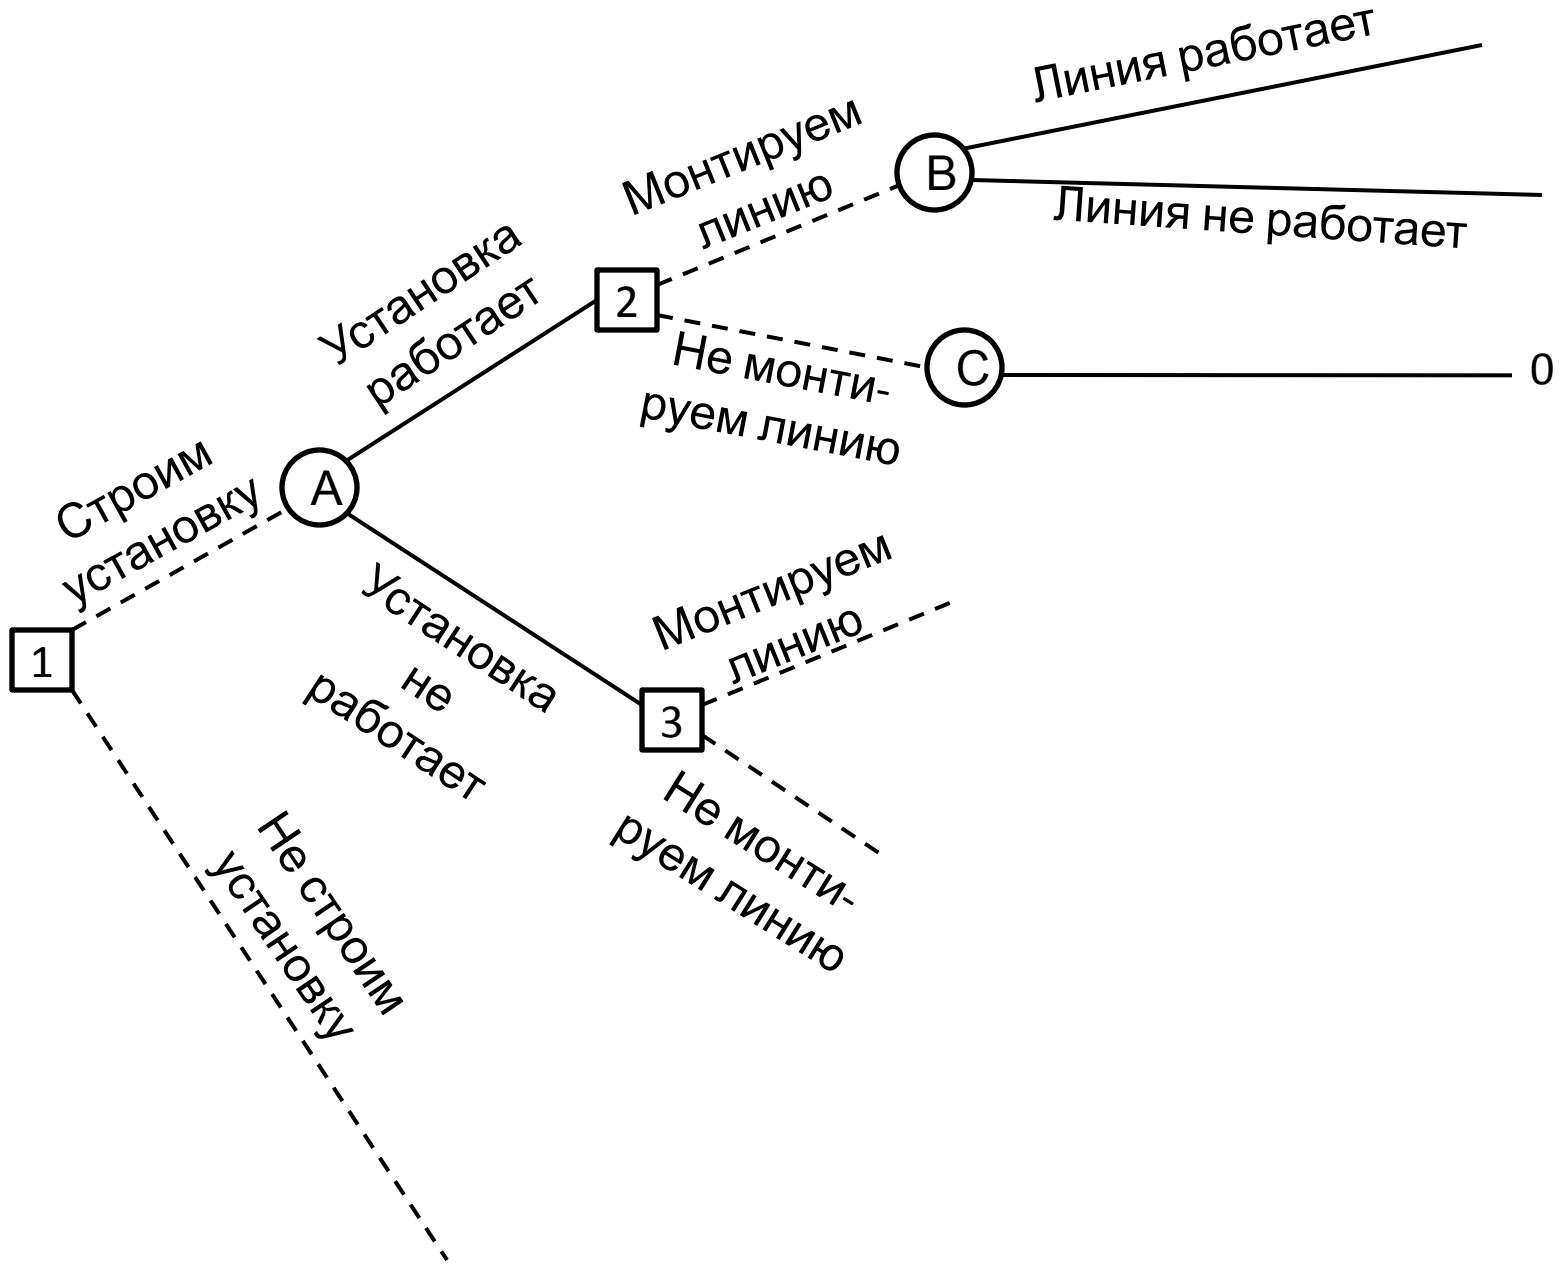 Линия работает
Монтируем
линию
B
Линия не работает
Установка
работает
2
Не монти-
руем линию
C
0
Строим
установку
A
Установка
не
работает
Монтируем
линию
1
3
Не монти-
руем линию
Не строим
установку